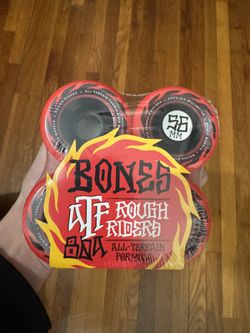 56
MM
BONES
ATF ROUGH
RIDERS
80A ALL-TERRAIN
FORMULA